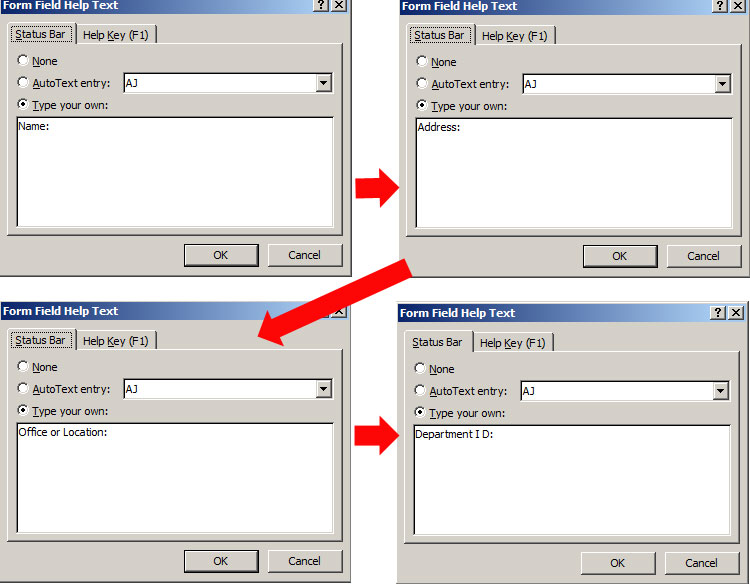 Form Field Help Text
?
Status Bar
Help Key (F1)
None
AutoText entry:
AJ
Type your own:
Name:
OK
Cancel
Form Field Help Text
?
Status Bar
Help Key (F1)
None
AutoText entry:
AJ
Type your own:
Address:
OK
Cancel
Form Field Help Text
Status Bar
Help Key (F1)
None
AutoText entry:
AJ
Type your own:
Office or Location:
OK
Cancel
Form Field Help Text
?
Status Bar
Help Key (F1)
None
AutoText entry:
AJ
Type your own:
Department I D:
OK
Cancel